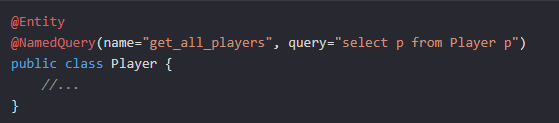 @Entity
@NamedQuery(name="get_all_players", query="select p from Player p")
public class Player {
    //...
}